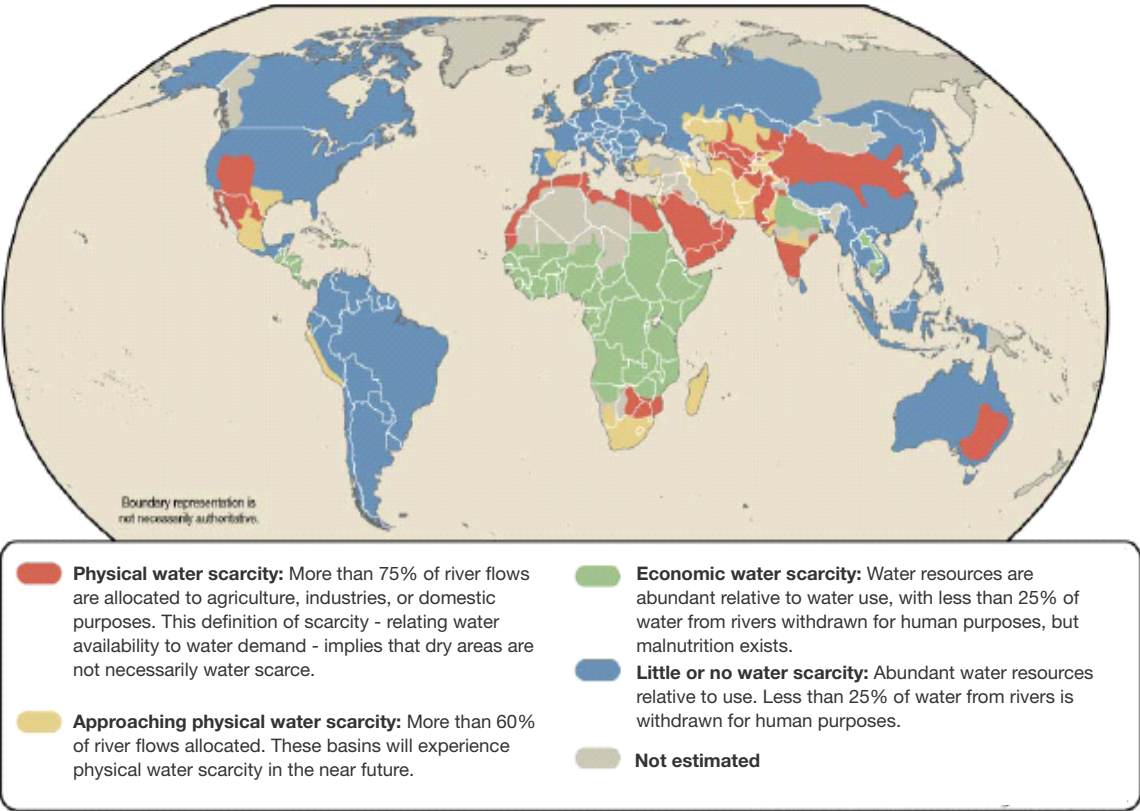 Boundary representation is
not necessarily authoritative.
Physical water scarcity: More than 75% of river flows
are allocated to agriculture, industries, or domestic
purposes. This definition of scarcity - relating water
availability to water demand - implies that dry areas are
not necessarily water scarce.
Approaching physical water scarcity: More than 60%
of river flows allocated. These basins will experience
physical water scarcity in the near future.
Economic water scarcity: Water resources are
abundant relative to water use, with less than 25% of
water from rivers withdrawn for human purposes, but
malnutrition exists.
Little or no water scarcity: Abundant water resources
relative to use. Less than 25% of water from rivers is
withdrawn for human purposes.
Not estimated